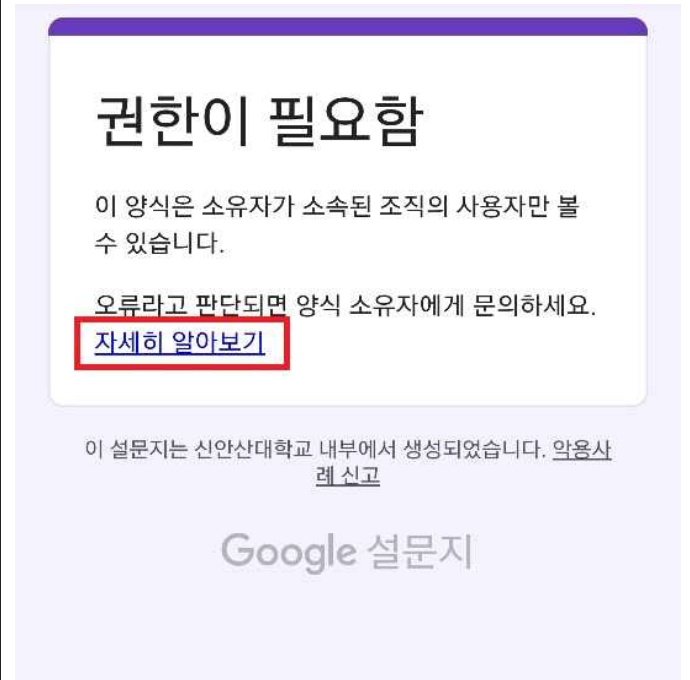 권한이 필요함
이 양식은 소유자가 소속된 조직의 사용자만 볼
수 있습니다.
오류라고 판단되면 양식 소유자에게 문의하세요.
자세히 알아보기
이 설문지는 신안산대학교 내부에서 생성되었습니다. 악용사
례 신고
Google 설문지